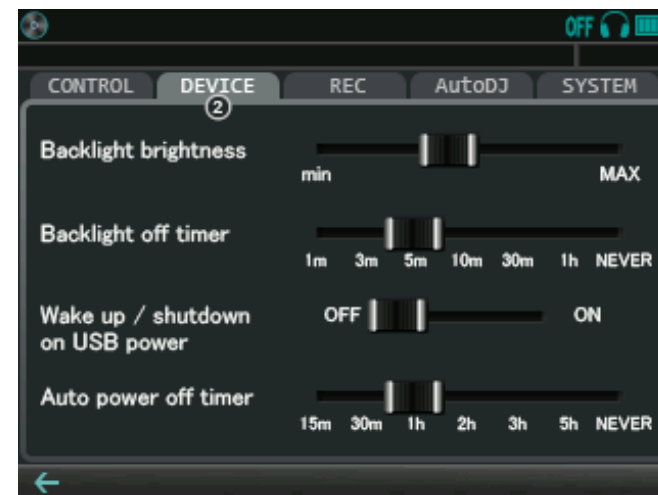 OFF
CONTROL DEVICE REC AutoDJ SYSTEM
2
Backlight brightness
min MAX
Backlight off timer
1m 3m 5m 10m 30m 1h NEVER
Wake up / shutdown OFF ON
on USB power
Auto power off timer
15m 30m 1h 2h 3h 5h NEVER